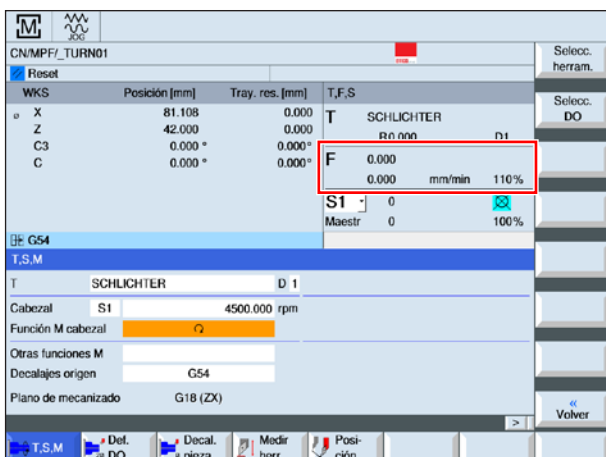 M JOG
CN/MPF/_TURN01
Reset
Selecc. herram.
WKS Posición [mm] Tray. res. [mm] T,F,S
Selecc. DO
X 81.108 0.000 T SCHLICHTER
Z 42.000 0.000 R0.000 D1
C3 0.000 ° 0.000° F 0.000
C 0.000 ° 0.000° 0.000 mm/min 110%
S1 0
Maestr 0 100%
G54
T,S,M
T SCHLICHTER D 1
Cabezal S1 4500.000 rpm
Función M cabezal
Otras funciones M
Decalajes origen G54
Plano de mecanizado G18 (ZX)
« Volver
>
T,S,M Def. DO Decal. pieza Medir herr. Posi- ción